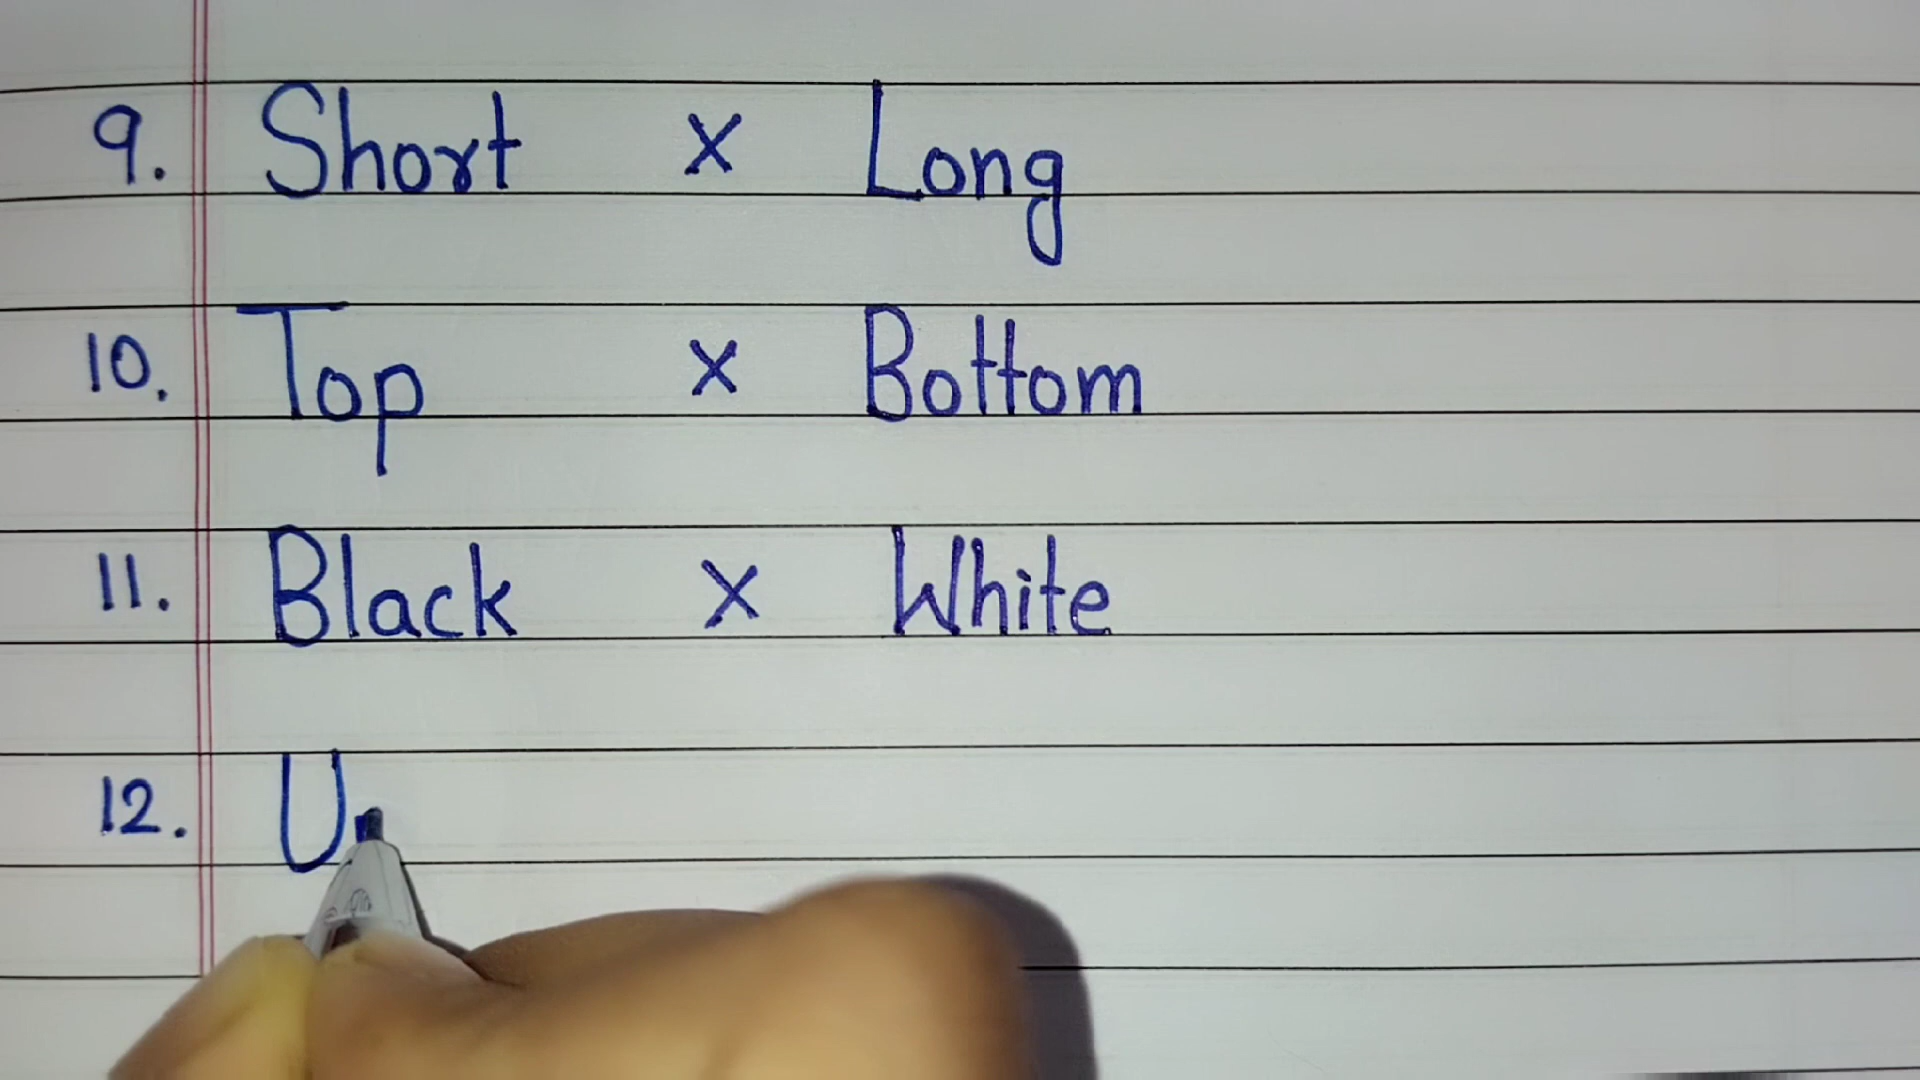 9. Short x Long
10. Top x Bottom
11. Black x White
12. U